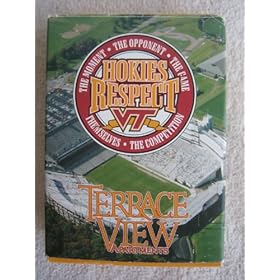 THE MOMENT • THE OPPONENT • THE GAME
HOKIES
RESPECT
VT
THEMSELVES • THE COMPETITION
TERRACE
VIEW
APARTMENTS